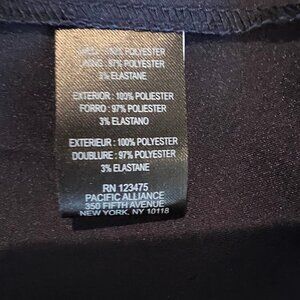 SHELL : 100% POLYESTER
LINING : 97% POLYESTER
3% ELASTANE
EXTERIOR : 100% POLIESTER
FORRO : 97% POLIESTER
3% ELASTANO
EXTERIEUR : 100% POLYESTER
DOUBLURE : 97% POLYESTER
3% ELASTANE
RN 123475
PACIFIC ALLIANCE
350 FIFTH AVENUE
NEW YORK, NY 10118